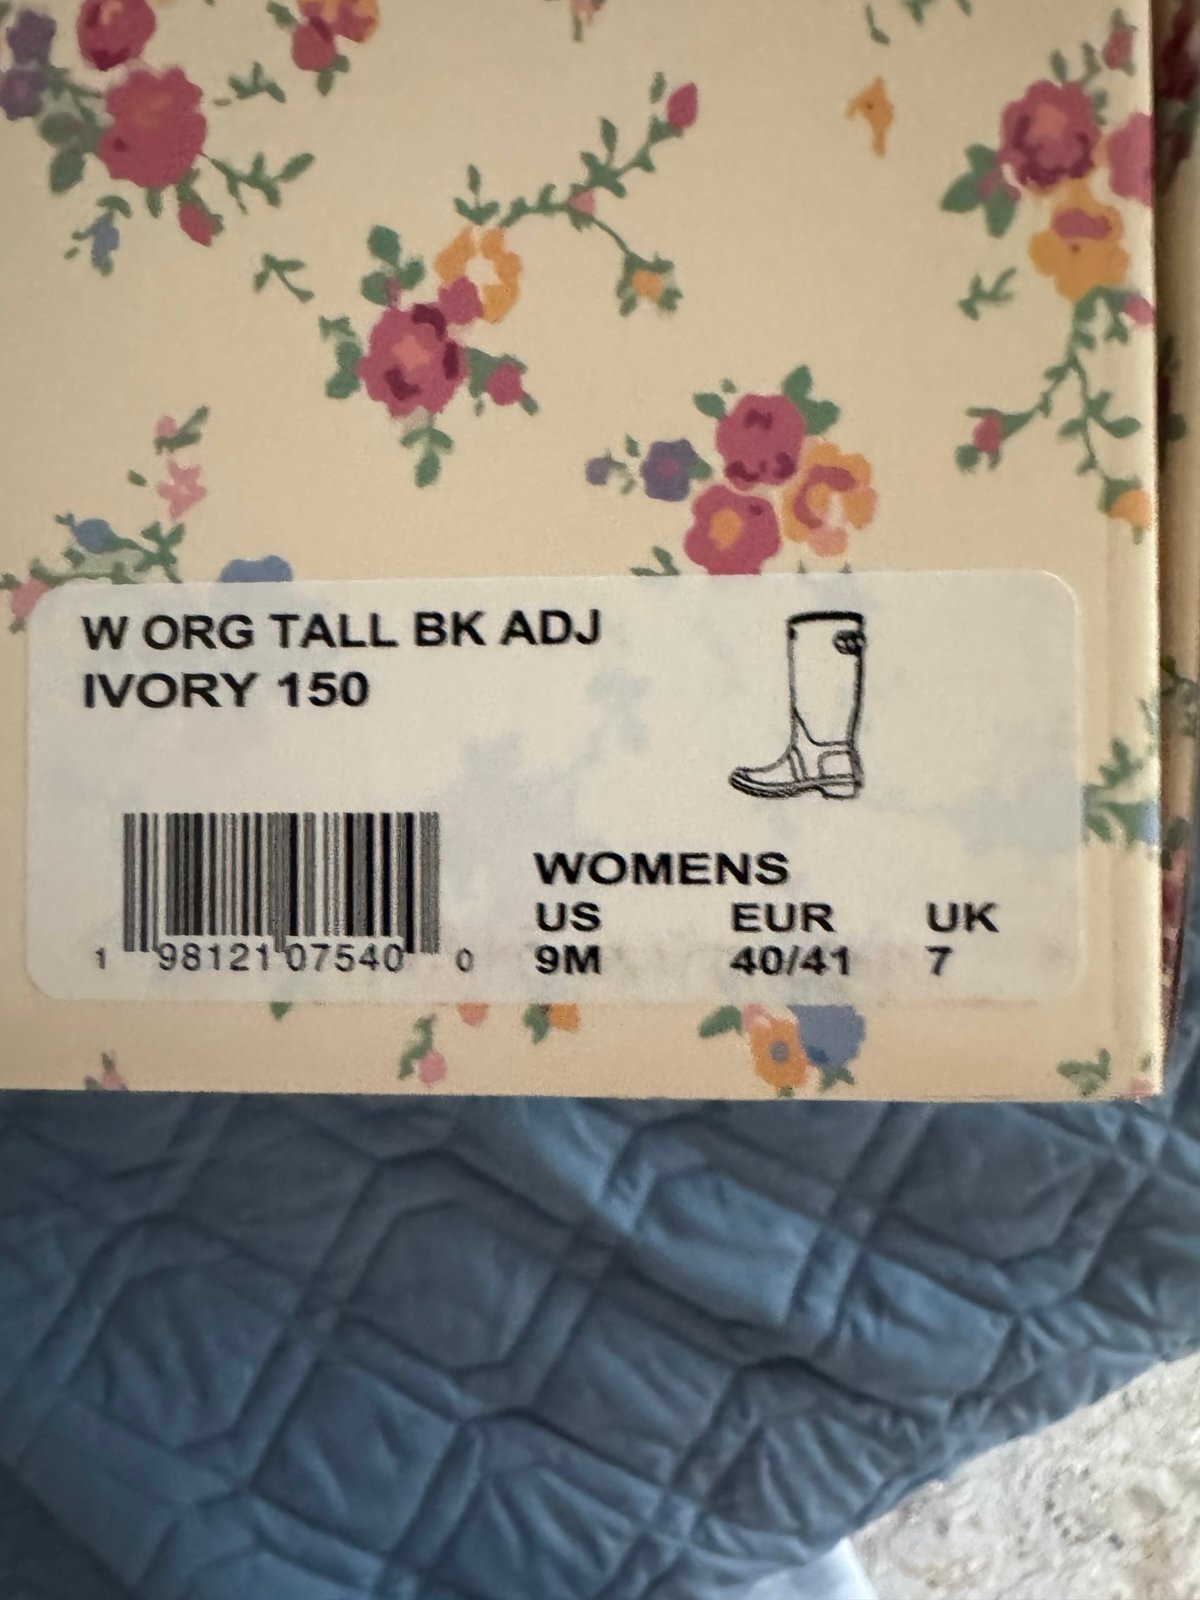 W ORG TALL BK ADJ
IVORY 150
WOMENS
US EUR UK
9M 40/41 7
1 98121 07540 0